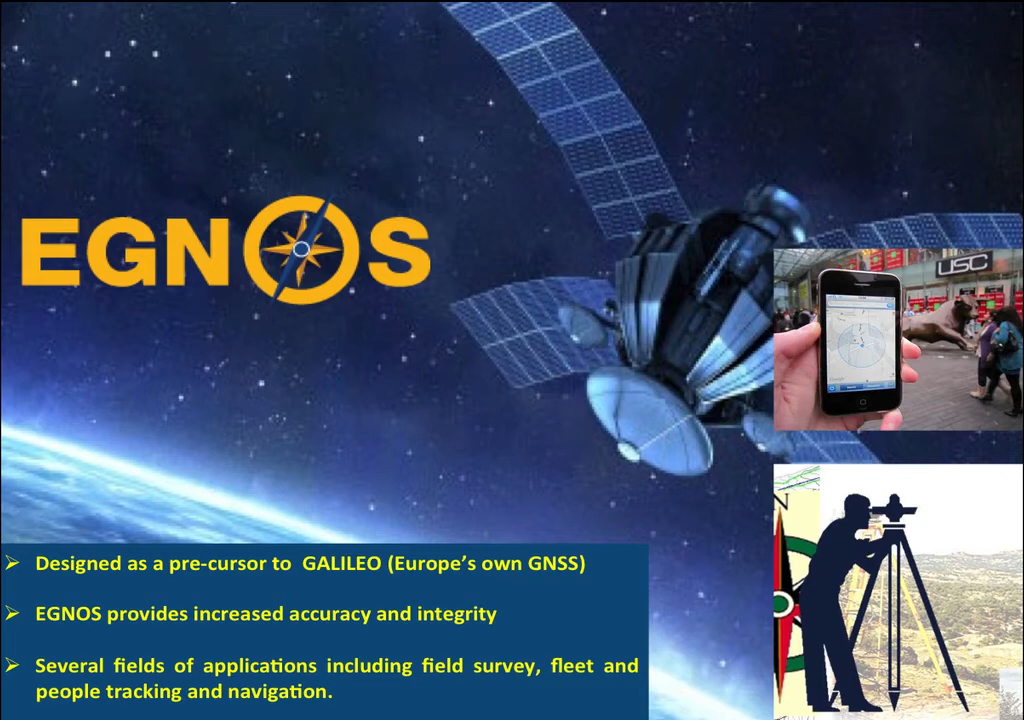 EGNOS
USC
N
➢ Designed as a pre-cursor to GALILEO (Europe's own GNSS)
➢ EGNOS provides increased accuracy and integrity
➢ Several fields of applications including field survey, fleet and
people tracking and navigation.